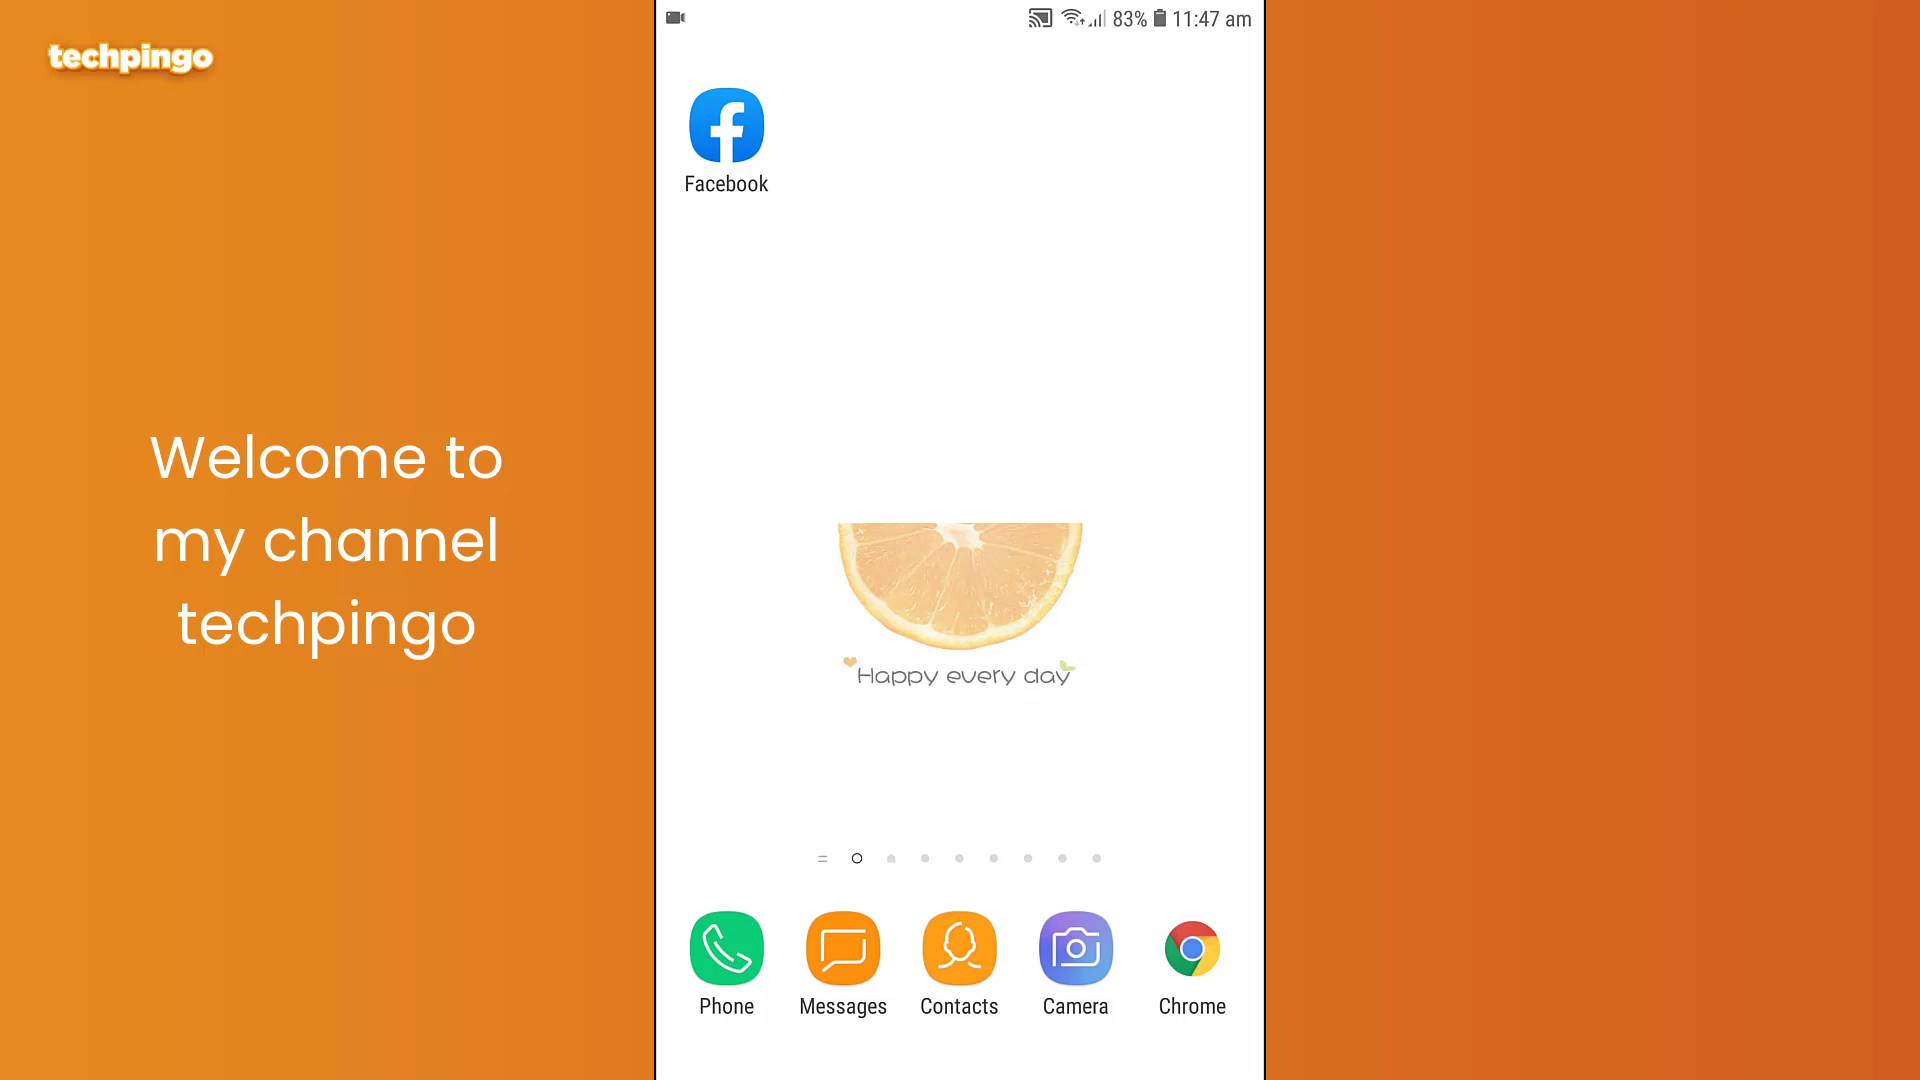 techpingo
83% 11:47 am
Facebook
Welcome to
my channel
techpingo
Happy every day
Phone Messages Contacts Camera Chrome